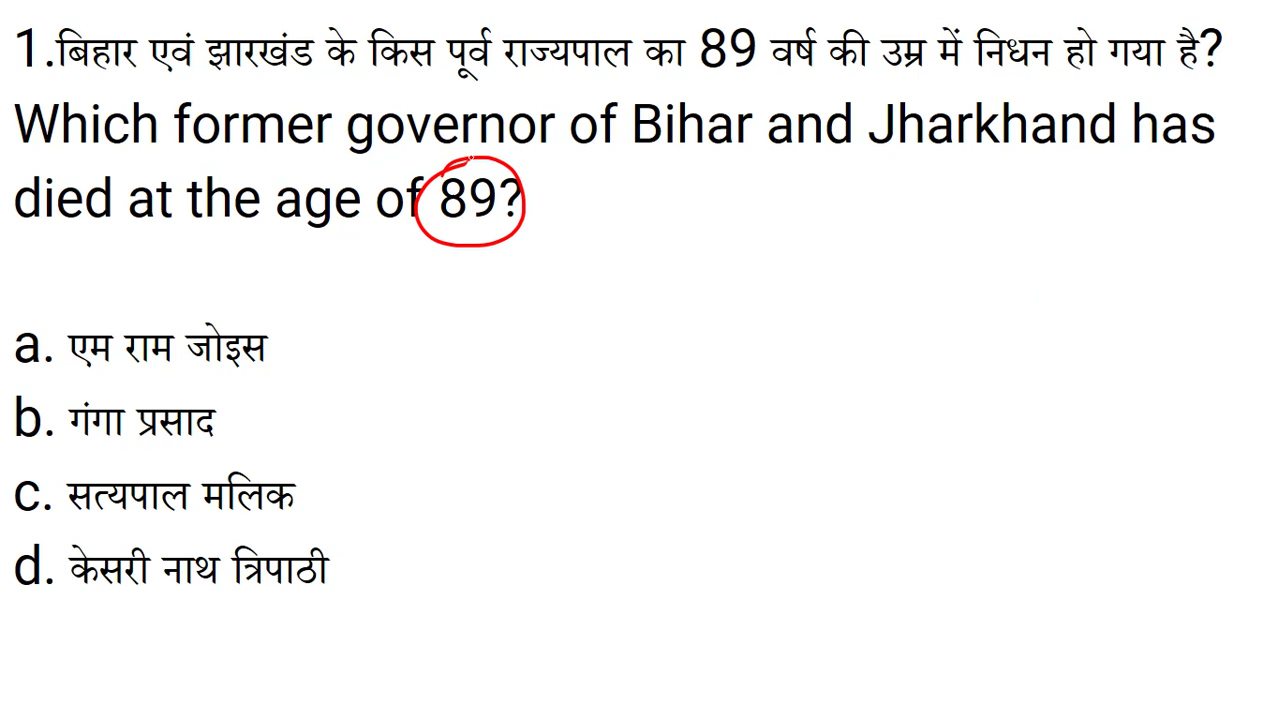 1.बिहार एवं झारखंड के किस पूर्व राज्यपाल का 89 वर्ष की उम्र में निधन हो गया है?
Which former governor of Bihar and Jharkhand has
died at the age of 89?
a. एम राम जोइस
b. गंगा प्रसाद
c. सत्यपाल मलिक
d. केसरी नाथ त्रिपाठी